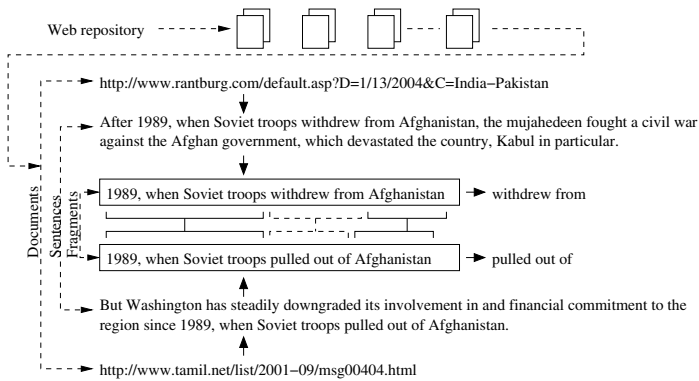 Web repository
http://www.rantburg.com/default.asp?D=1/13/2004&C=India−Pakistan
After 1989, when Soviet troops withdrew from Afghanistan, the mujahedeen fought a civil war
against the Afghan government, which devastated the country, Kabul in particular.
Documents
Sentences
Fragments
1989, when Soviet troops withdrew from Afghanistan
withdrew from
1989, when Soviet troops pulled out of Afghanistan
pulled out of
But Washington has steadily downgraded its involvement in and financial commitment to the
region since 1989, when Soviet troops pulled out of Afghanistan.
http://www.tamil.net/list/2001−09/msg00404.html